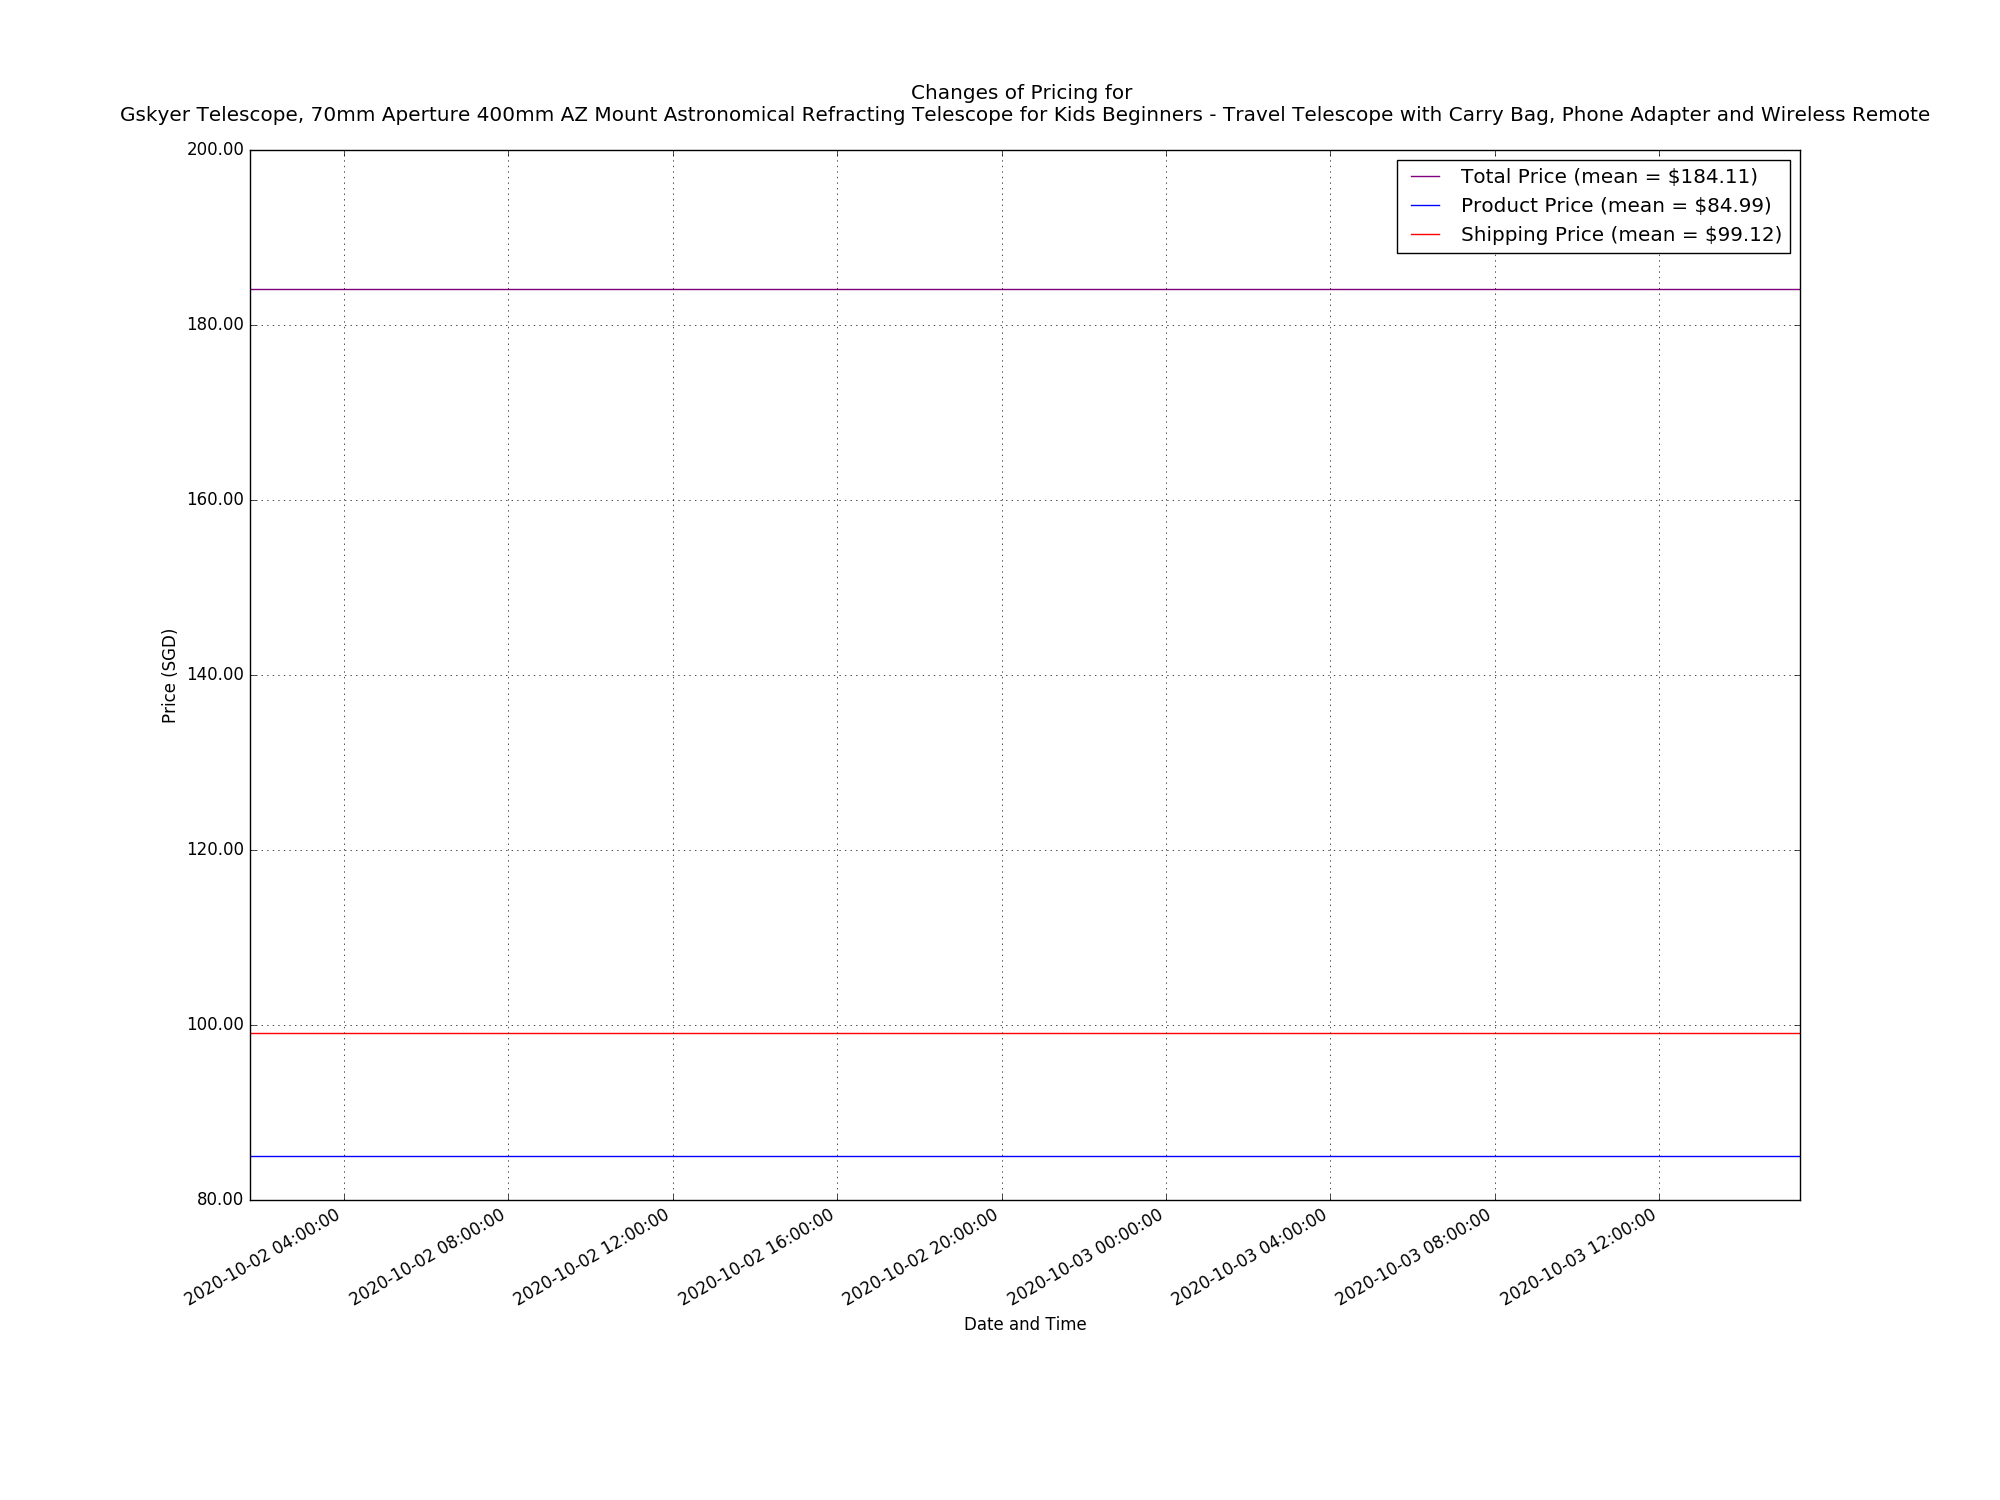 Changes of Pricing for
Gskyer Telescope, 70mm Aperture 400mm AZ Mount Astronomical Refracting Telescope for Kids Beginners - Travel Telescope with Carry Bag, Phone Adapter and Wireless Remote
Total Price (mean = $184.11)
Product Price (mean = $84.99)
Shipping Price (mean = $99.12)
Price (SGD)
200.00
180.00
160.00
140.00
120.00
100.00
80.00
2020-10-02 04:00:00
2020-10-02 08:00:00
2020-10-02 12:00:00
2020-10-02 16:00:00
2020-10-02 20:00:00
2020-10-03 00:00:00
2020-10-03 04:00:00
2020-10-03 08:00:00
2020-10-03 12:00:00
Date and Time